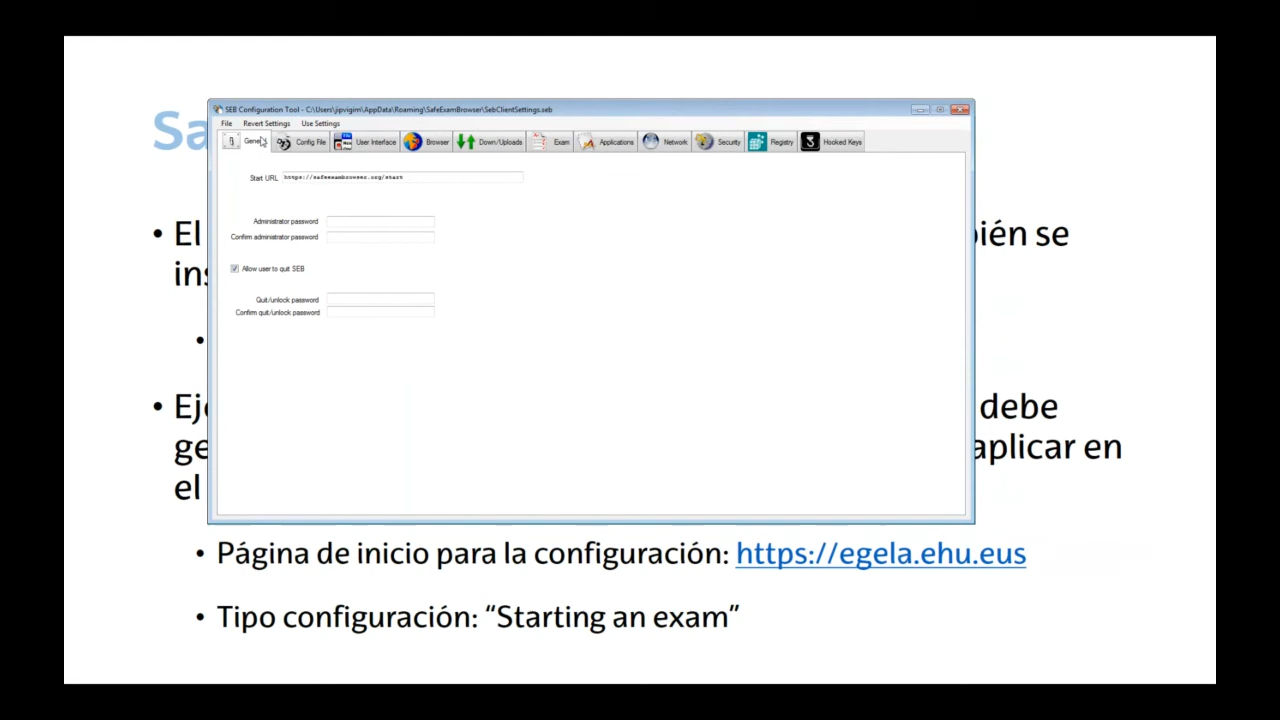 Sa
SEB Configuration Tool - C:\Users\jipvigim\AppData\Roaming\SafeExamBrowser\SebClientSettings.seb
File Revert Settings Use Settings
General Config File User Interface Browser Down/Uploads Exam Applications Network Security Registry Hooked Keys
Start URL https://safeexambrowser.org/start
Administrator password
Confirm administrator password
Allow user to quit SEB
Quit/unlock password
Confirm quit/unlock password
• El bién se
ins
•
• Eje debe
ge aplicar en
el
• Página de inicio para la configuración: https://egela.ehu.eus
• Tipo configuración: “Starting an exam”